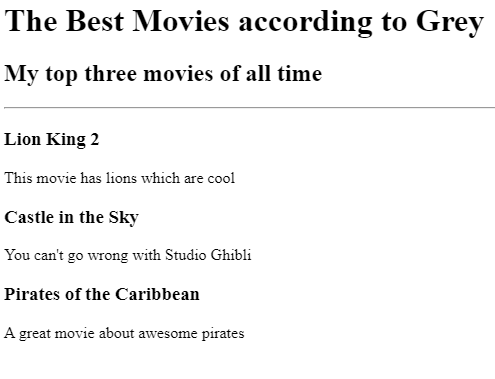 The Best Movies according to Grey
My top three movies of all time
Lion King 2
This movie has lions which are cool
Castle in the Sky
You can't go wrong with Studio Ghibli
Pirates of the Caribbean
A great movie about awesome pirates